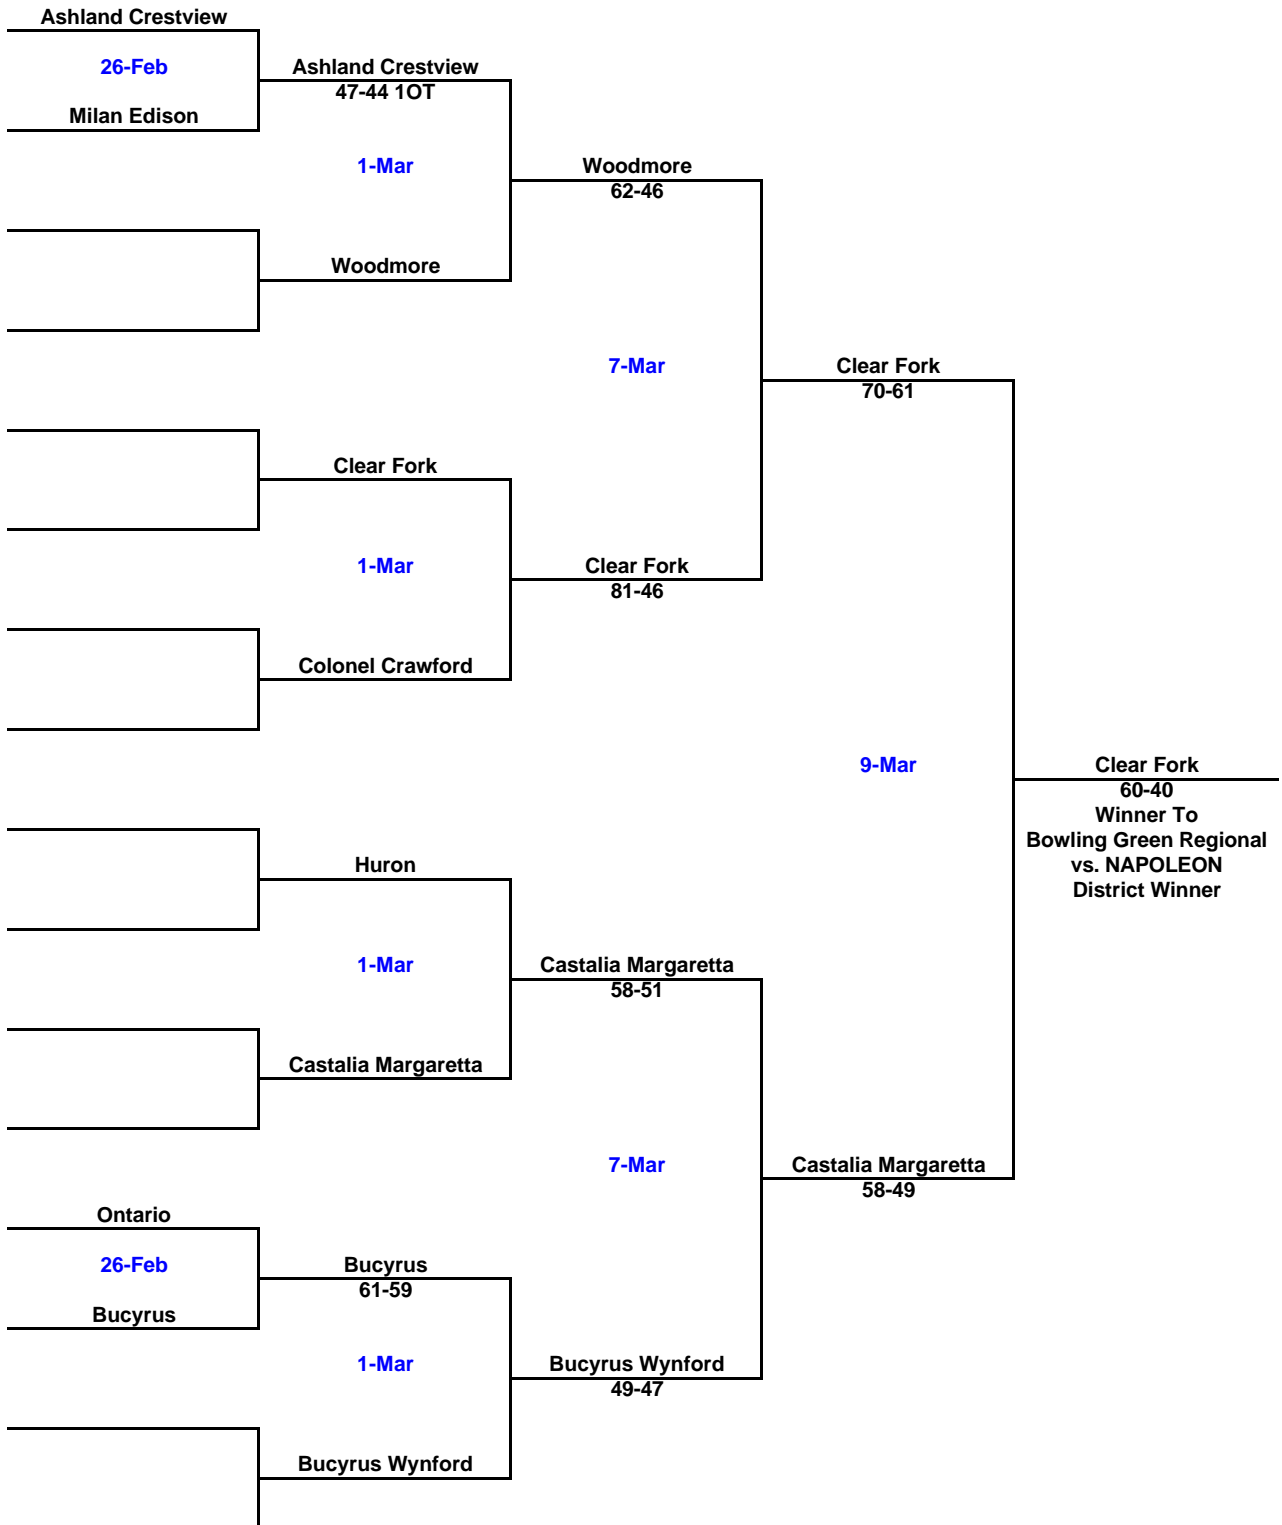 Ashland Crestview
26-Feb
Ashland Crestview
47-44 1OT
Milan Edison
1-Mar
Woodmore
62-46
Woodmore
7-Mar
Clear Fork
70-61
Clear Fork
1-Mar
Clear Fork
81-46
Colonel Crawford
9-Mar
Clear Fork
60-40
Winner To
Bowling Green Regional
vs. NAPOLEON
District Winner
Huron
1-Mar
Castalia Margaretta
58-51
Castalia Margaretta
7-Mar
Castalia Margaretta
58-49
Ontario
26-Feb
Bucyrus
61-59
Bucyrus
1-Mar
Bucyrus Wynford
49-47
Bucyrus Wynford